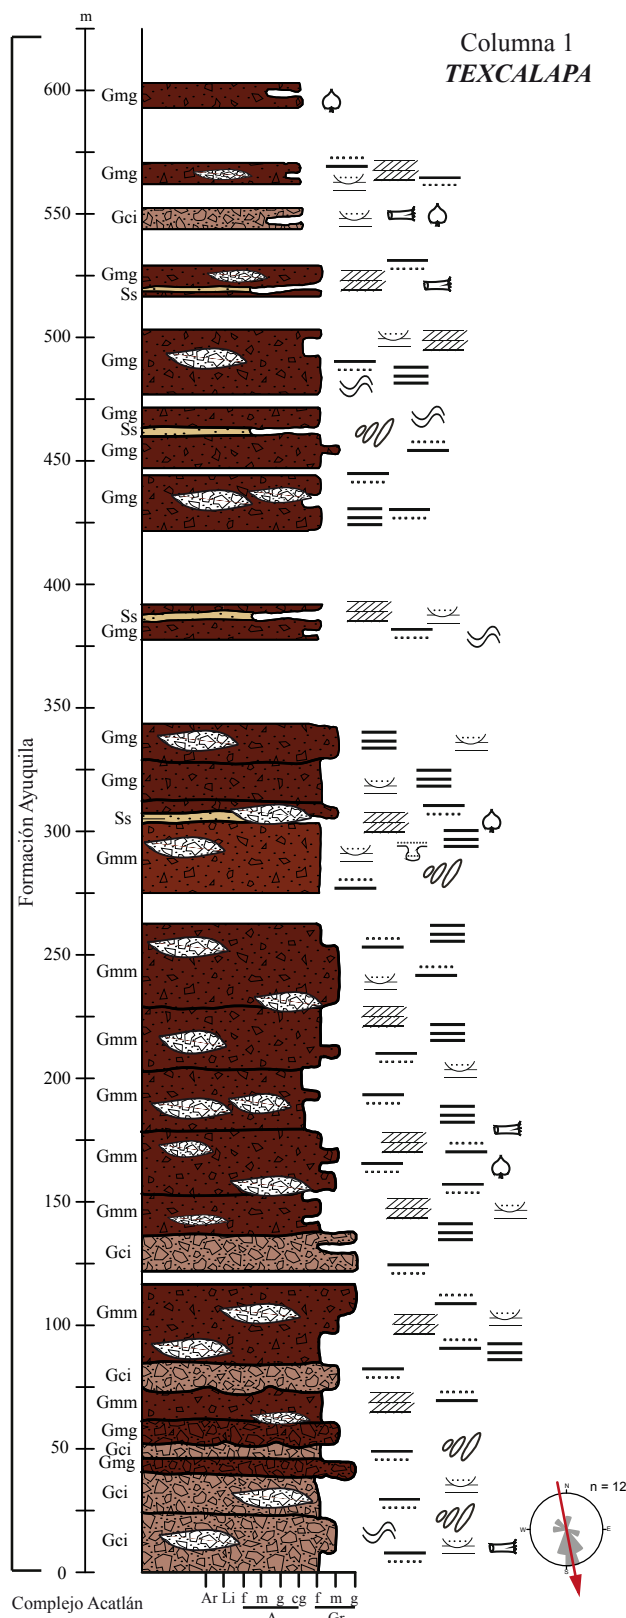 m
Columna 1
TEXCALAPA
600
Gmg
Gmg
Gci
550
Gmg
Ss
500
Gmg
Gmg
Ss
Gmg
450
Gmg
400
Ss
Gmg
350
Gmg
Gmg
Ss
300
Gmm
Formación Ayuquila
250
Gmm
Gmm
200
Gmm
Gmm
150
Gmm
Gci
100
Gmm
Gci
Gmm
Gmg
50
Gci
Gmg
Gci
Gci
0
N
n = 12
W
E
S
Complejo Acatlán
Ar Li f m g cg f m g
A Gr